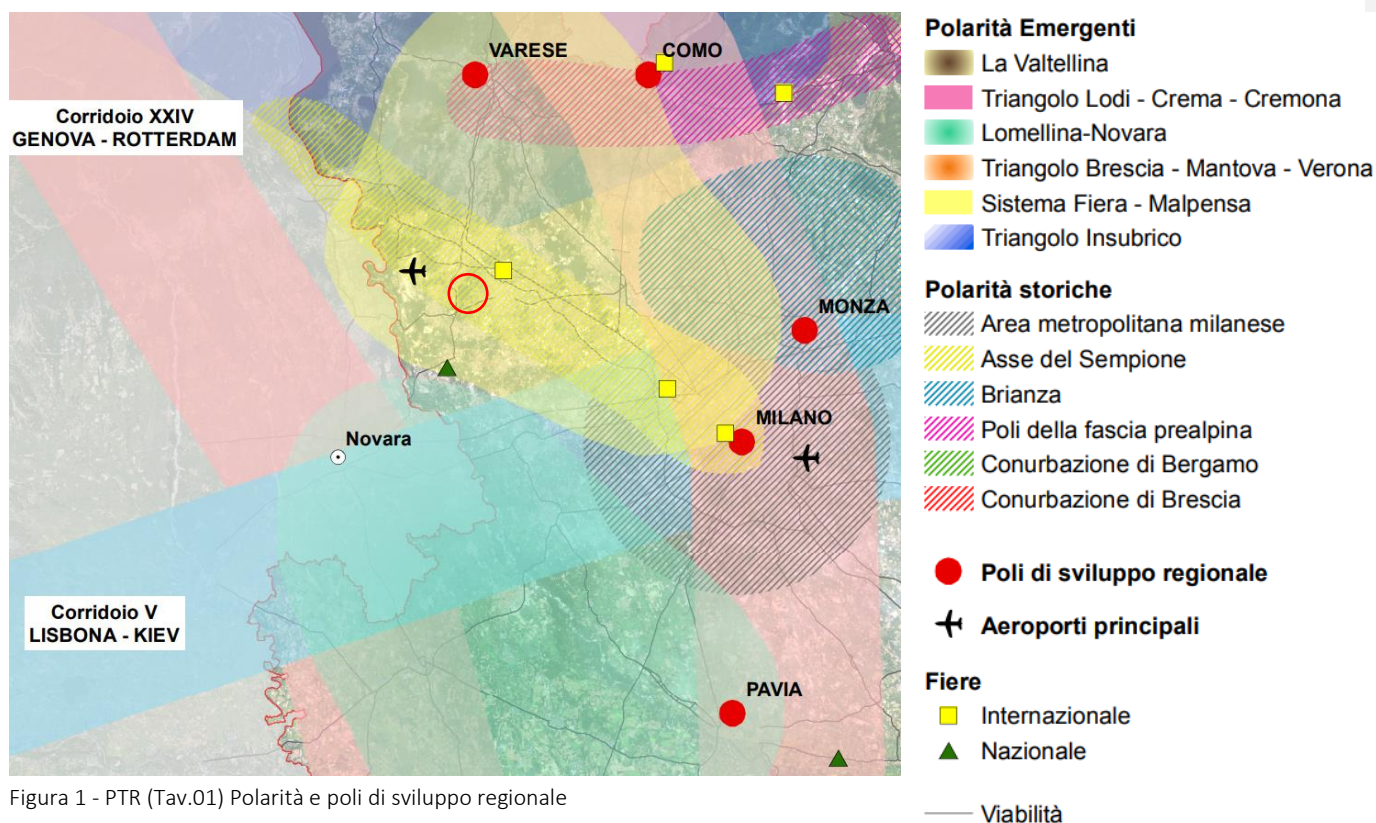 VARESE
COMO
Corridoio XXIV
GENOVA - ROTTERDAM
MONZA
MILANO
Novara
Corridoio V
LISBONA - KIEV
PAVIA
Polarità Emergenti
La Valtellina
Triangolo Lodi - Crema - Cremona
Lomellina-Novara
Triangolo Brescia - Mantova - Verona
Sistema Fiera - Malpensa
Triangolo Insubrico
Polarità storiche
Area metropolitana milanese
Asse del Sempione
Brianza
Poli della fascia prealpina
Conurbazione di Bergamo
Conurbazione di Brescia
Poli di sviluppo regionale
Aeroporti principali
Fiere
Internazionale
Nazionale
Viabilità
Figura 1 - PTR (Tav.01) Polarità e poli di sviluppo regionale